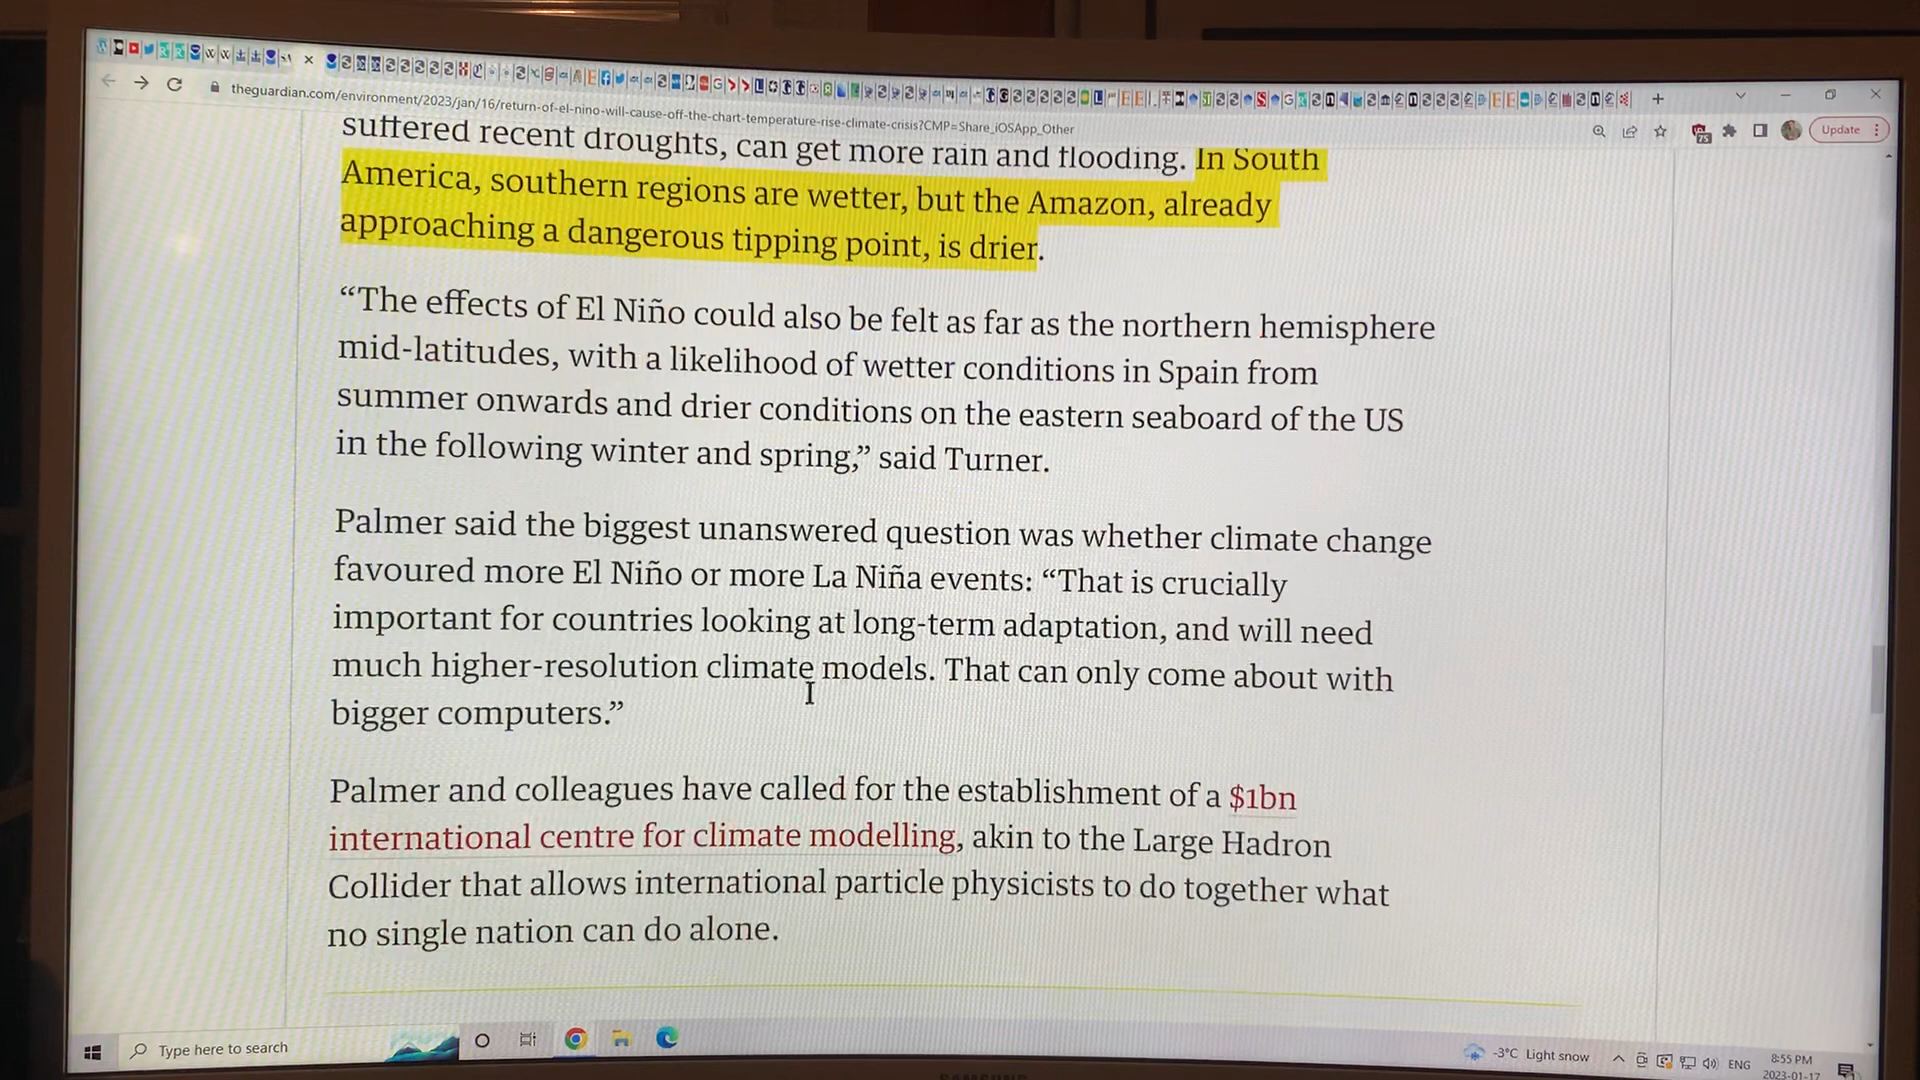 theguardian.com/environment/2023/jan/16/return-of-el-nino-will-cause-off-the-chart-temperature-rise-climate-crisis?CMP=Share_iOSApp_Other
Update
75
suffered recent droughts, can get more rain and flooding. In South
America, southern regions are wetter, but the Amazon, already
approaching a dangerous tipping point, is drier.
“The effects of El Niño could also be felt as far as the northern hemisphere
mid-latitudes, with a likelihood of wetter conditions in Spain from
summer onwards and drier conditions on the eastern seaboard of the US
in the following winter and spring,” said Turner.
Palmer said the biggest unanswered question was whether climate change
favoured more El Niño or more La Niña events: “That is crucially
important for countries looking at long-term adaptation, and will need
much higher-resolution climate models. That can only come about with
bigger computers.”
Palmer and colleagues have called for the establishment of a $1bn
international centre for climate modelling, akin to the Large Hadron
Collider that allows international particle physicists to do together what
no single nation can do alone.
Type here to search
-3°C Light snow
ENG
8:55 PM
2023-01-17
SAMSUNG